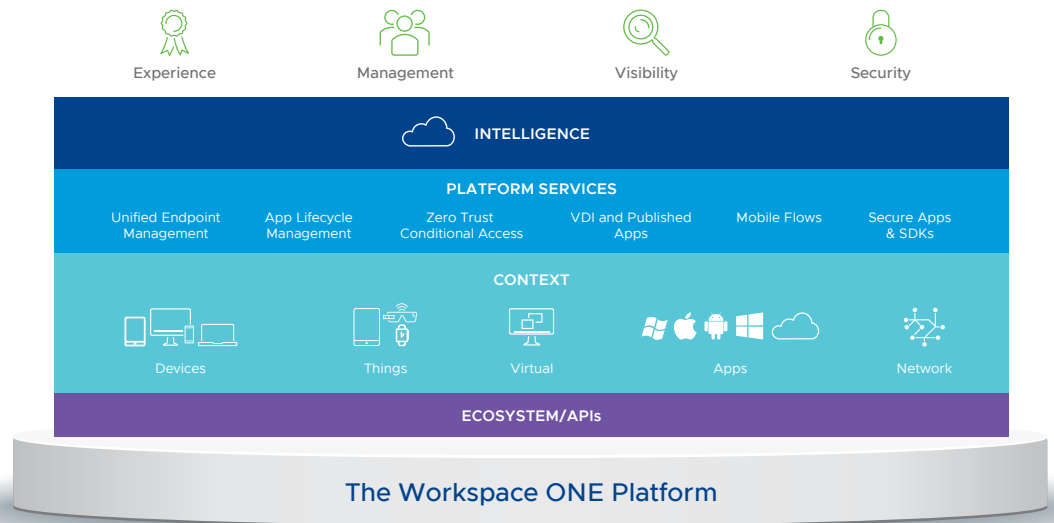 Experience
Management
Visibility
Security
INTELLIGENCE
PLATFORM SERVICES
Unified Endpoint
Management
App Lifecycle
Management
Zero Trust
Conditional Access
VDI and Published
Apps
Mobile Flows
Secure Apps
& SDKs
CONTEXT
Devices
Things
Virtual
Apps
Network
ECOSYSTEM/APIs
The Workspace ONE Platform